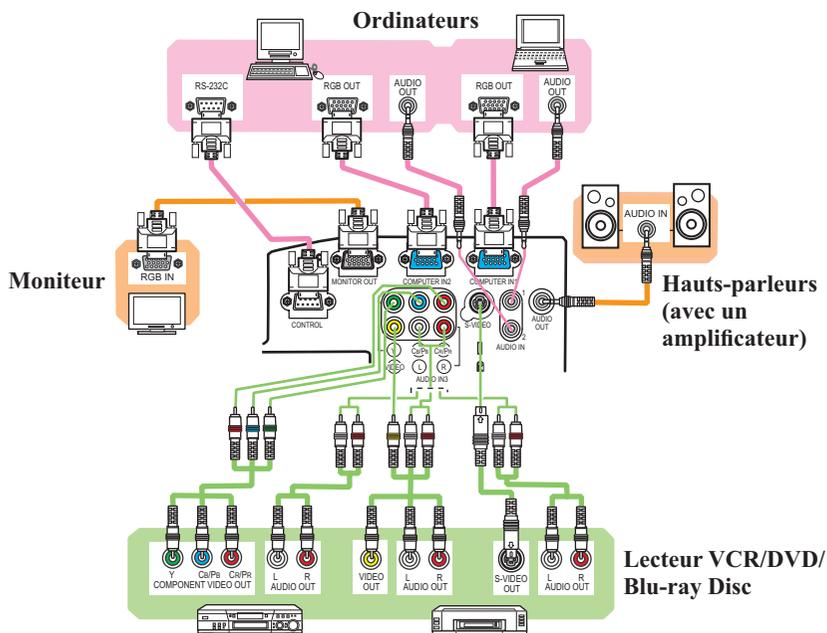 Ordinateurs
RS-232C
RGB OUT
AUDIO
OUT
RGB OUT
AUDIO
OUT
Moniteur
RGB IN
AUDIO IN
Hauts-parleurs
(avec un
amplificateur)
MONITOR OUT
COMPUTER IN2
COMPUTER IN1
CONTROL
S-VIDEO
1
2
AUDIO IN
AUDIO
OUT
Y
VIDEO
CB/PB
CR/PR
L
R
AUDIO IN3
Y
CB/PB
CR/PR
COMPONENT VIDEO OUT
L
R
AUDIO OUT
VIDEO
OUT
L
R
AUDIO OUT
S-VIDEO
OUT
L
R
AUDIO OUT
Lecteur VCR/DVD/
Blu-ray Disc